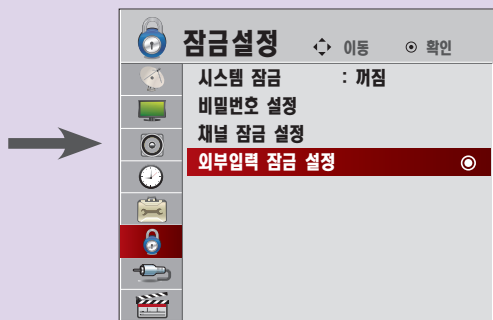 잠금설정 이동 확인
시스템 잠금 : 꺼짐
비밀번호 설정
채널 잠금 설정
외부입력 잠금 설정